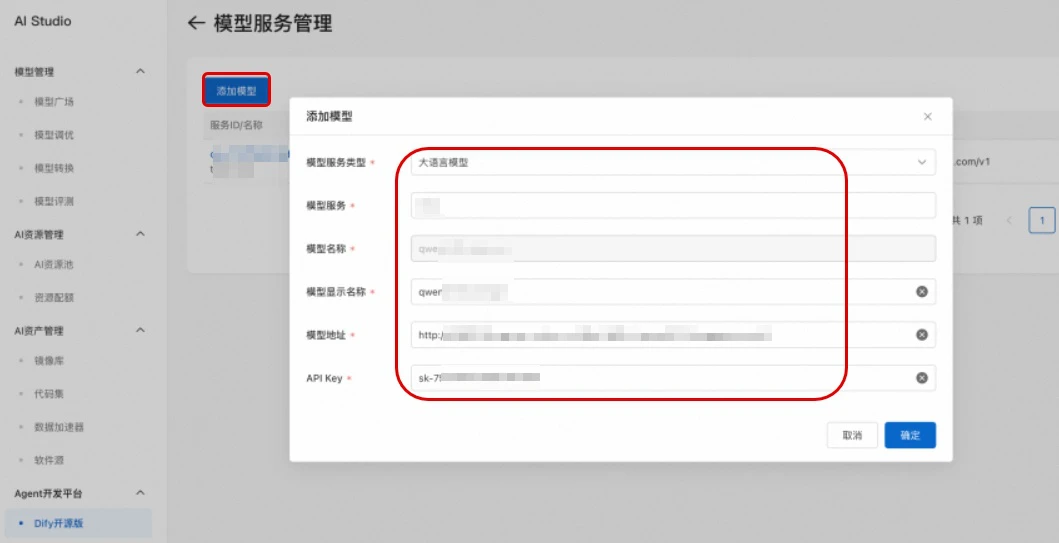 AI Studio
模型管理
模型广场
模型调优
模型转换
模型评测
AI资源管理
AI资源池
资源配额
AI资产管理
镜像库
代码集
数据加速器
软件源
Agent开发平台
Dify开源版
模型服务管理
添加模型
服务ID/名称
.com/v1
共 1 项
1
添加模型
模型服务类型 *
大语言模型
模型服务 *
模型名称 *
qwe
模型显示名称 *
qwen
模型地址 *
http:/
API Key *
sk-79
取消
确定